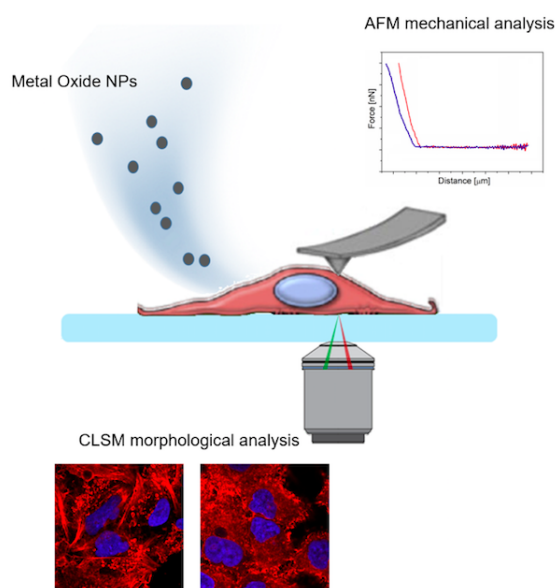 AFM mechanical analysis
Metal Oxide NPs
Force [nN]
Distance [µm]
CLSM morphological analysis